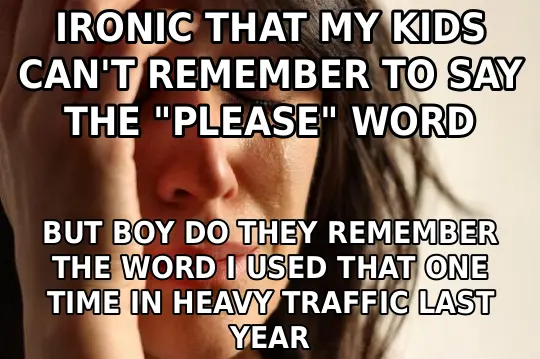 IRONIC THAT MY KIDS
CAN'T REMEMBER TO SAY
THE "PLEASE" WORD
BUT BOY DO THEY REMEMBER
THE WORD I USED THAT ONE
TIME IN HEAVY TRAFFIC LAST
YEAR